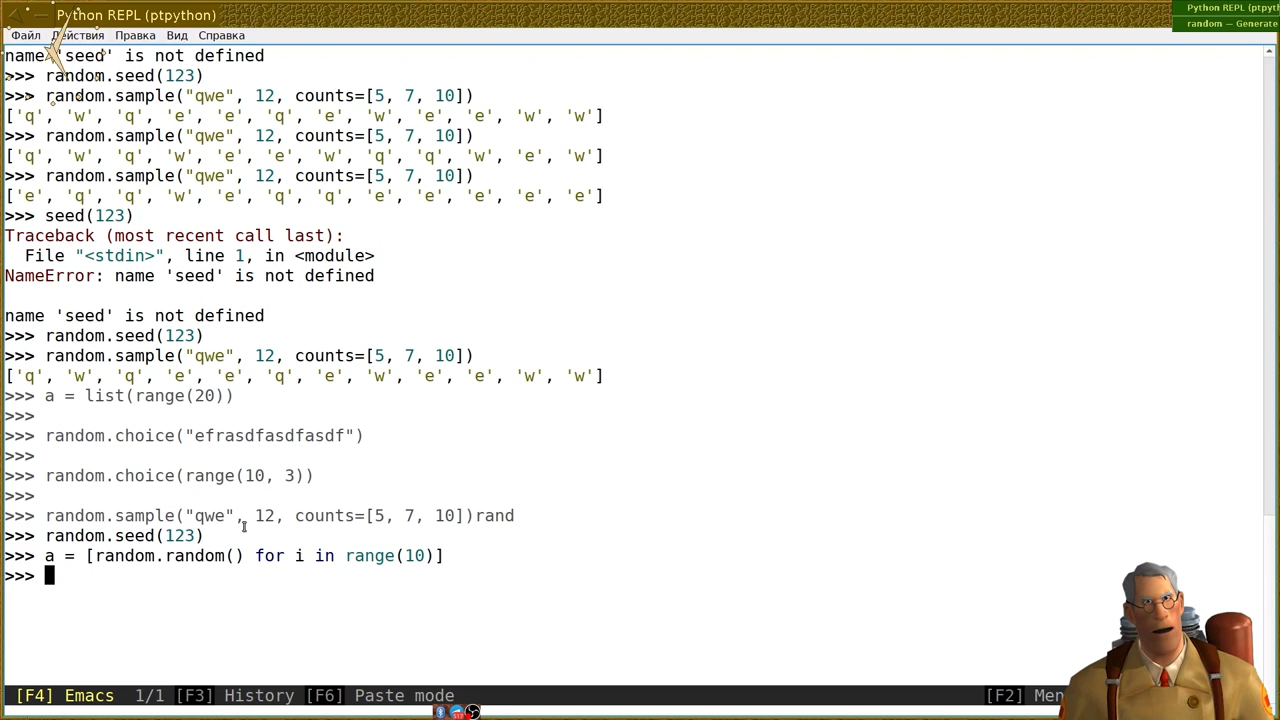 Python REPL (ptpython)
Python REPL (ptpyth
random — Generate
Файл Действия Правка Вид Справка
name 'seed' is not defined
>>> random.seed(123)
>>> random.sample("qwe", 12, counts=[5, 7, 10])
['q', 'w', 'q', 'e', 'e', 'q', 'e', 'w', 'e', 'e', 'w', 'w']
>>> random.sample("qwe", 12, counts=[5, 7, 10])
['q', 'w', 'q', 'w', 'e', 'e', 'w', 'q', 'q', 'w', 'e', 'w']
>>> random.sample("qwe", 12, counts=[5, 7, 10])
['e', 'q', 'q', 'w', 'e', 'q', 'q', 'e', 'e', 'e', 'e', 'e']
>>> seed(123)
Traceback (most recent call last):
  File "<stdin>", line 1, in <module>
NameError: name 'seed' is not defined
name 'seed' is not defined
>>> random.seed(123)
>>> random.sample("qwe", 12, counts=[5, 7, 10])
['q', 'w', 'q', 'e', 'e', 'q', 'e', 'w', 'e', 'e', 'w', 'w']
>>> a = list(range(20))
>>>
>>> random.choice("efrasdfasdfasdf")
>>>
>>> random.choice(range(10, 3))
>>>
>>> random.sample("qwe", 12, counts=[5, 7, 10])rand
>>> random.seed(123)
>>> a = [random.random() for i in range(10)]
>>>
[F4] Emacs 1/1 [F3] History [F6] Paste mode [F2] Men